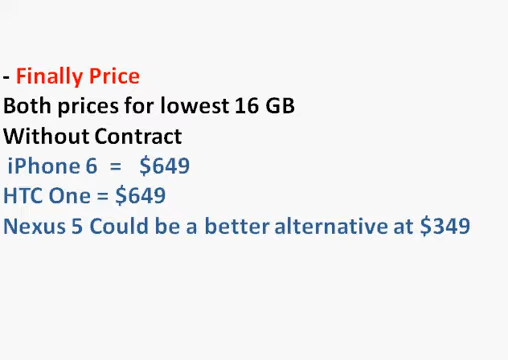 - Finally Price
Both prices for lowest 16 GB
Without Contract
iPhone 6 = $649
HTC One = $649
Nexus 5 Could be a better alternative at $349